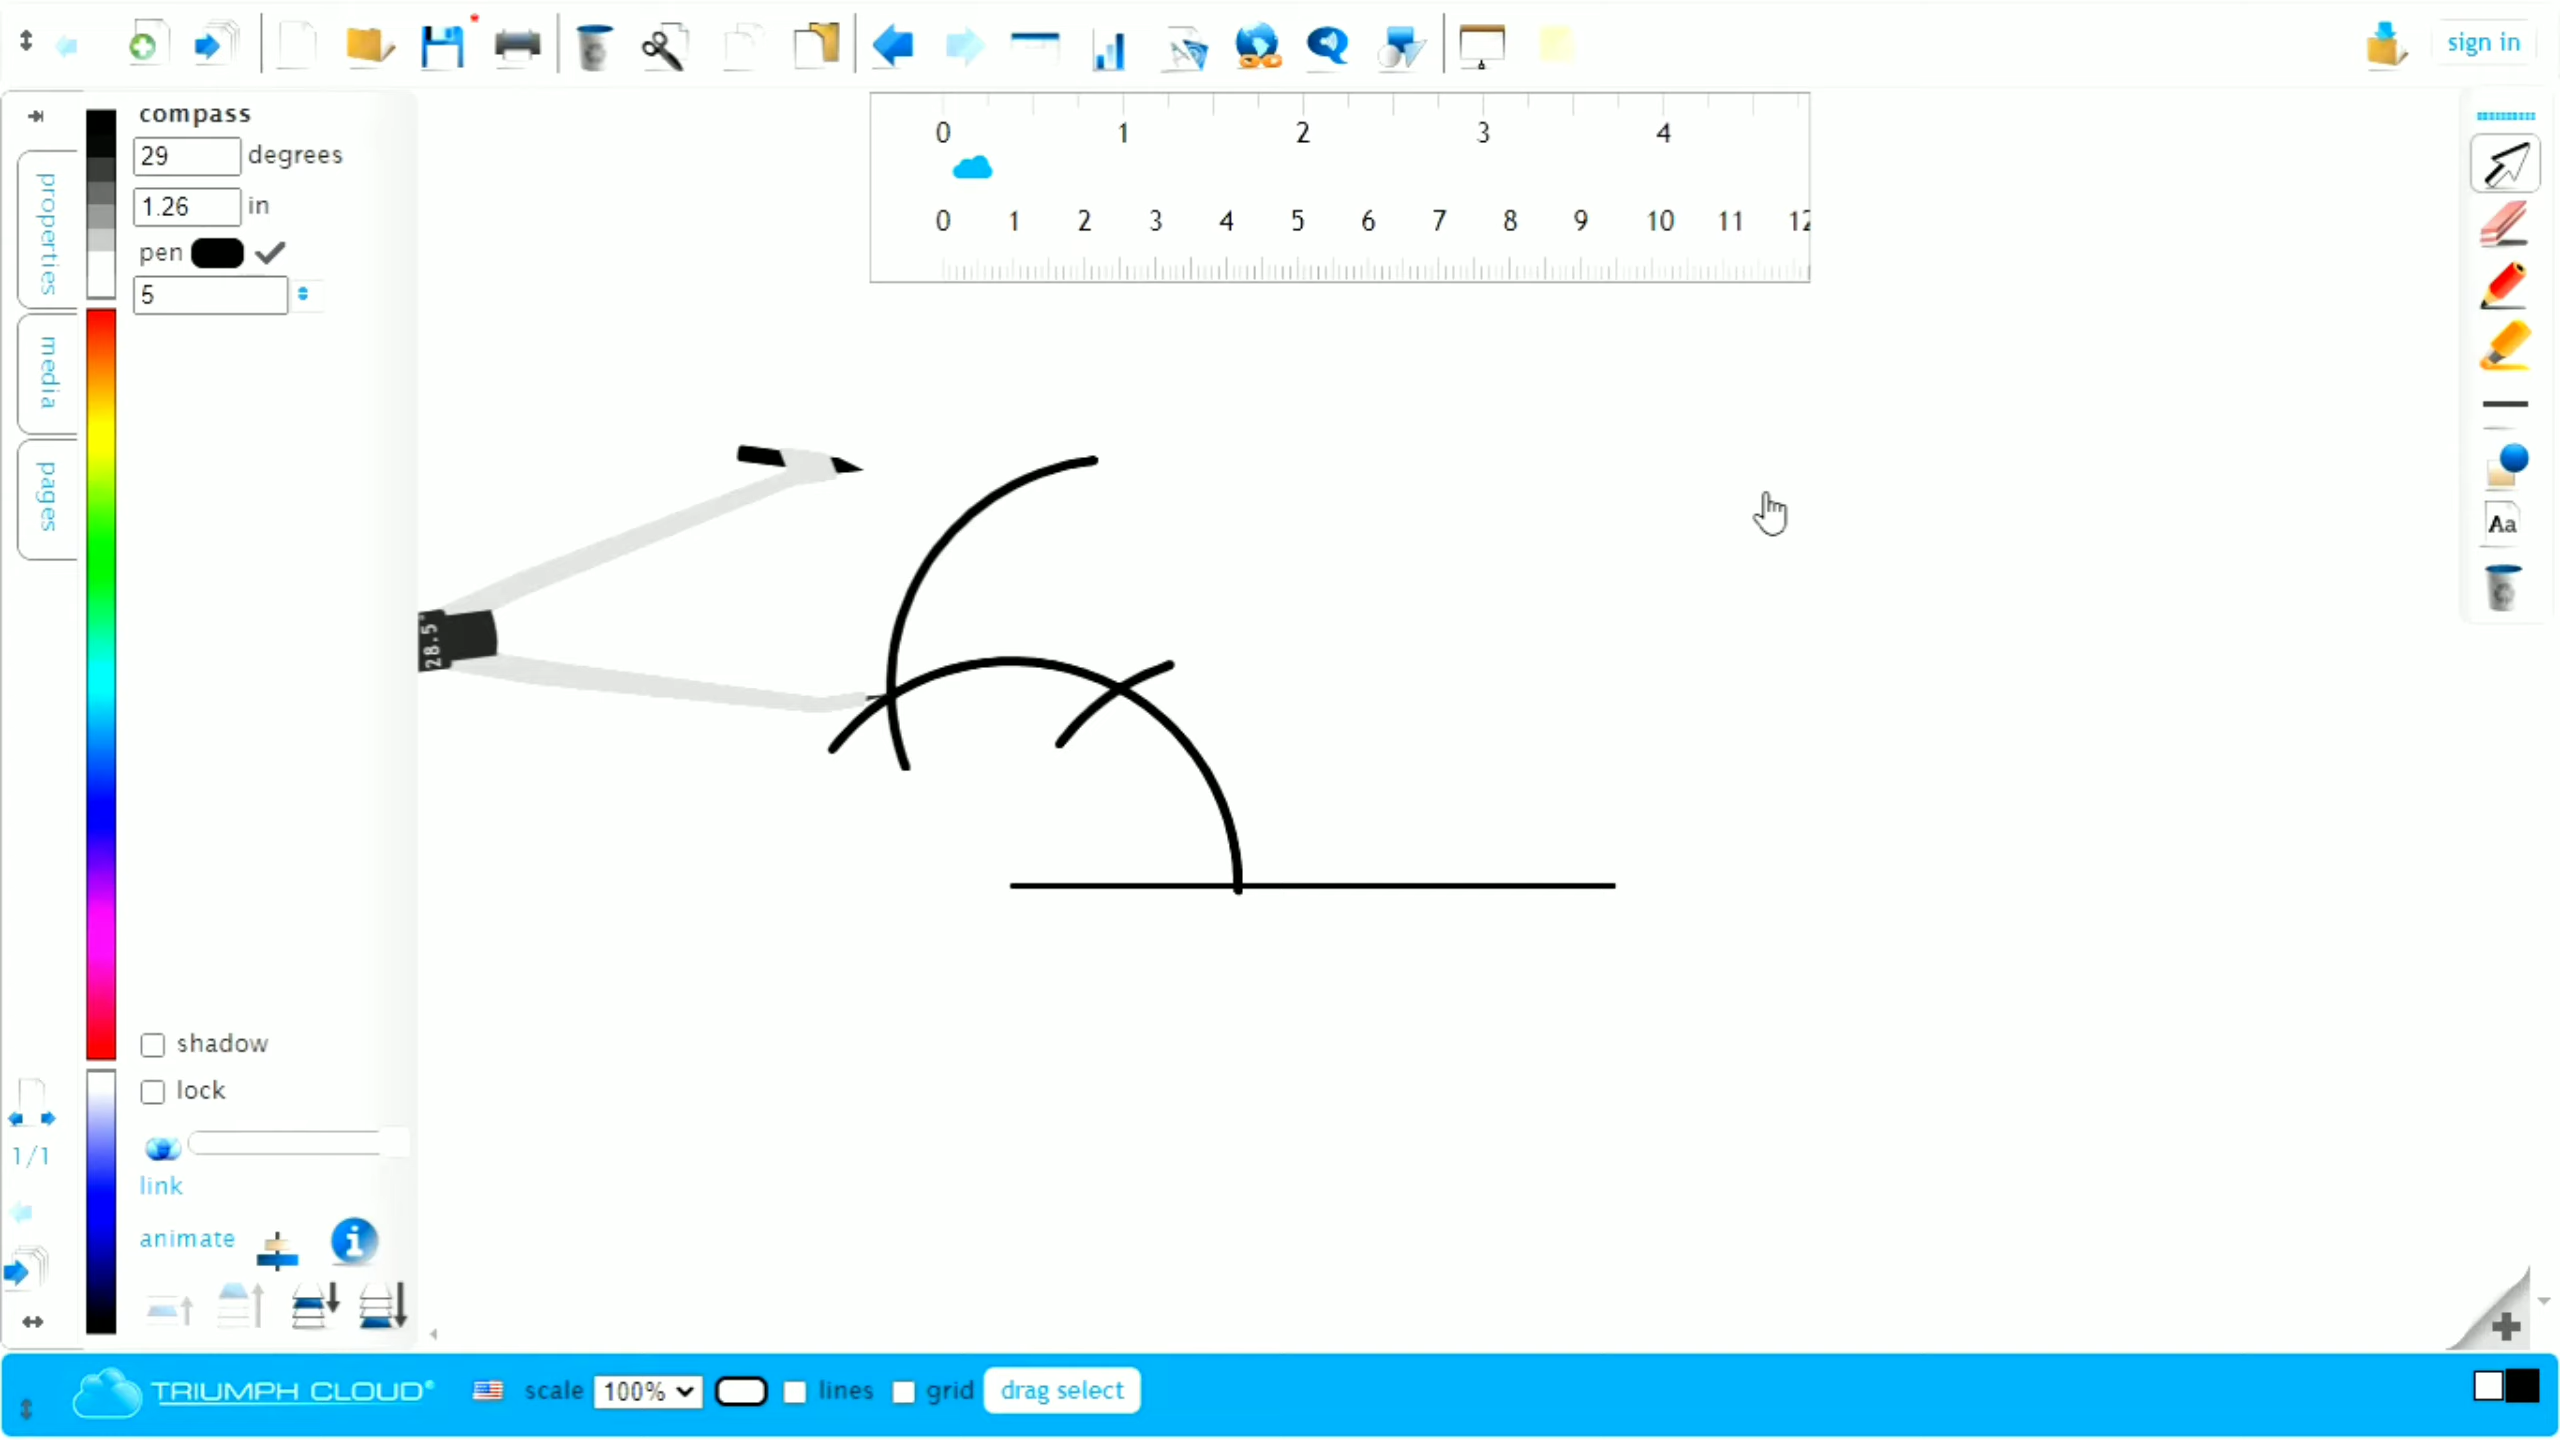 sign in
compass
29 degrees
1.26 in
pen
5
properties
media
pages
0 1 2 3 4
0 1 2 3 4 5 6 7 8 9 10 11 12
28.5°
Aa
shadow
lock
1/1
link
animate
TRIUMPH CLOUD®
scale 100% lines grid drag select